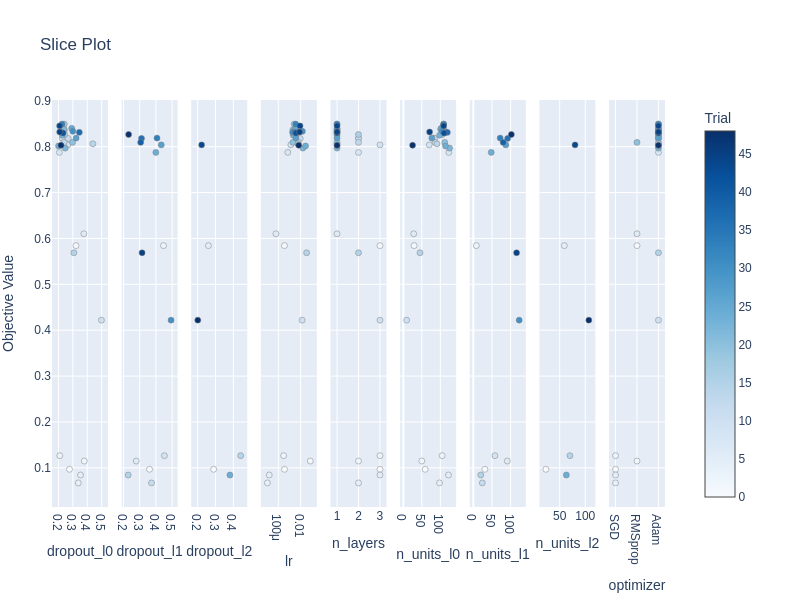 Slice Plot
Trial
Objective Value
0.9
0.8
0.7
0.6
0.5
0.4
0.3
0.2
0.1
0.2 0.3 0.4 0.5
dropout_l0
0.2 0.3 0.4 0.5
dropout_l1
0.2 0.3 0.4
dropout_l2
100μ 0.01
lr
1 2 3
n_layers
0 50 100
n_units_l0
0 50 100
n_units_l1
50 100
n_units_l2
SGD RMSprop Adam
optimizer
45
40
35
30
25
20
15
10
5
0